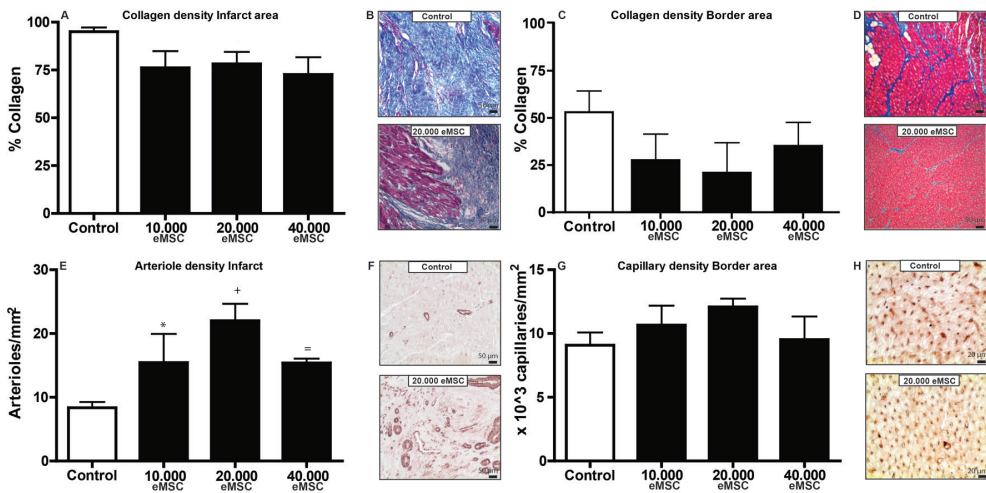 A Collagen density Infarct area
% Collagen
100
75
50
25
0
Control
10.000
eMSC
20.000
eMSC
40.000
eMSC
B
Control
20.000 eMSC
C Collagen density Border area
% Collagen
100
75
50
25
0
Control
10.000
eMSC
20.000
eMSC
40.000
eMSC
D
Control
20.000 eMSC
E Arteriole density Infarct
Arterioles/mm²
30
20
10
0
*
+
=
Control
10.000
eMSC
20.000
eMSC
40.000
eMSC
F
Control
50 µm
20.000 eMSC
50 µm
G Capillary density Border area
x 10^3 capillaries/mm²
15
10
5
0
Control
10.000
eMSC
20.000
eMSC
40.000
eMSC
H
Control
20 µm
20.000 eMSC
20 µm